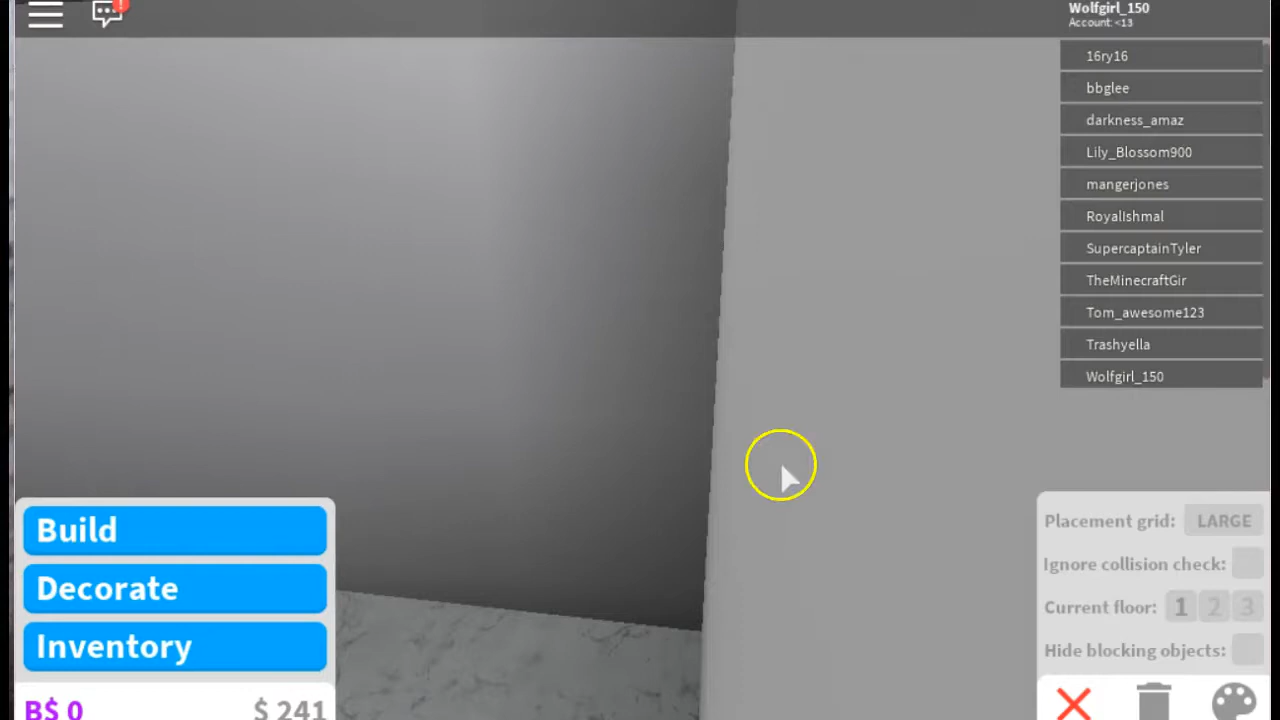 Wolfgirl_150
Account: <13
16ry16
bbglee
darkness_amaz
Lily_Blossom900
mangerjones
RoyalIshmal
SupercaptainTyler
TheMinecraftGir
Tom_awesome123
Trashyella
Wolfgirl_150
Build
Decorate
Inventory
B$ 0 $ 241
Placement grid: LARGE
Ignore collision check:
Current floor: 1 2 3
Hide blocking objects: